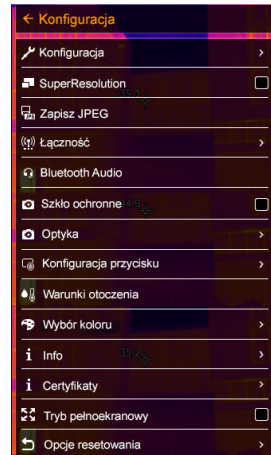 ← Konfiguracja
Konfiguracja
SuperResolution
Zapisz JPEG
Łączność
Bluetooth Audio
Szkło ochronne
Optyka
Konfiguracja przycisku
Warunki otoczenia
Wybór koloru
Info
Certyfikaty
Tryb pełnoekranowy
Opcje resetowania